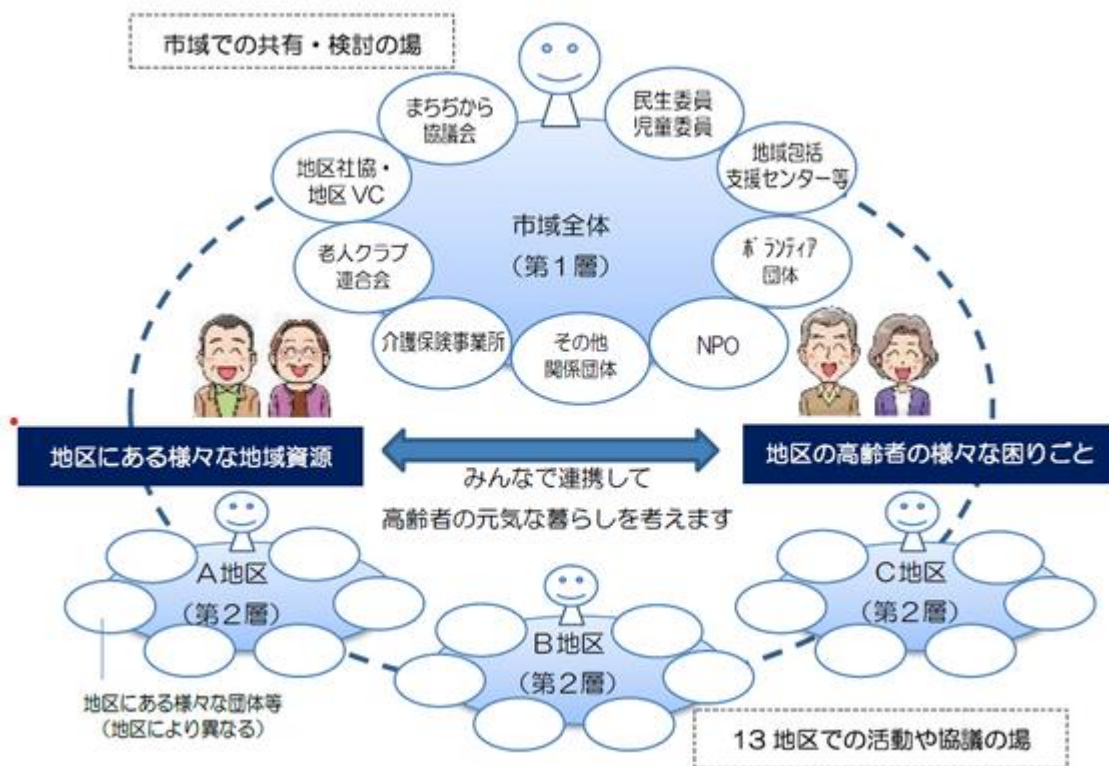 市域での共有・検討の場
まちぢから
協議会
民生委員
児童委員
地区社協・
地区 VC
地域包括
支援センター等
市域全体
（第１層）
老人クラブ
連合会
ボランティア
団体
介護保険事業所
その他
関係団体
NPO
地区にある様々な地域資源
地区の高齢者の様々な困りごと
みんなで連携して
高齢者の元気な暮らしを考えます
A地区
（第２層）
B地区
（第２層）
C地区
（第２層）
地区にある様々な団体等
（地区により異なる）
13 地区での活動や協議の場